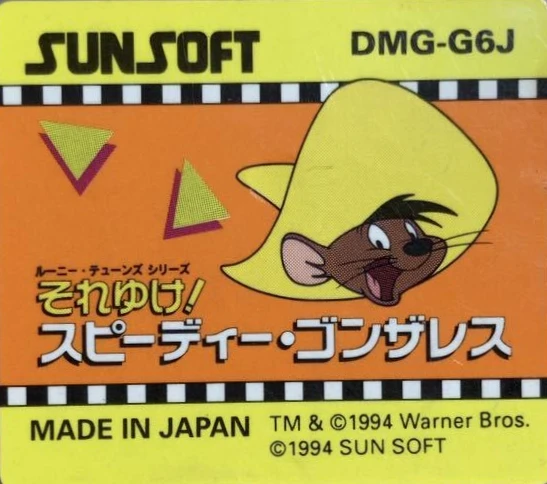 SUNSOFT
DMG-G6J
ルーニー・テューンズ シリーズ
それゆけ!
スピーディー・ゴンザレス
MADE IN JAPAN
TM & ©1994 Warner Bros.
©1994 SUN SOFT